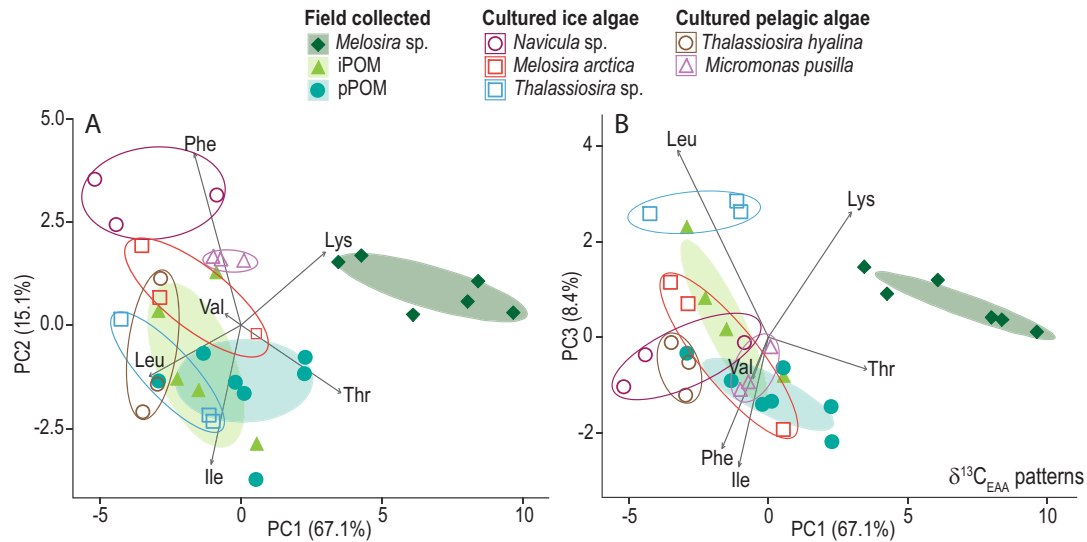 Field collected
Melosira sp.
iPOM
pPOM
Cultured ice algae
Navicula sp.
Melosira arctica
Thalassiosira sp.
Cultured pelagic algae
Thalassiosira hyalina
Micromonas pusilla
A
PC2 (15.1%)
5.0
2.5
0.0
-2.5
Phe
Lys
Val
Leu
Thr
Ile
-5 0 5 10
PC1 (67.1%)
B
PC3 (8.4%)
4
2
0
-2
Leu
Lys
Val
Thr
Phe
Ile
δ¹³C_EAA patterns
-5 0 5 10
PC1 (67.1%)